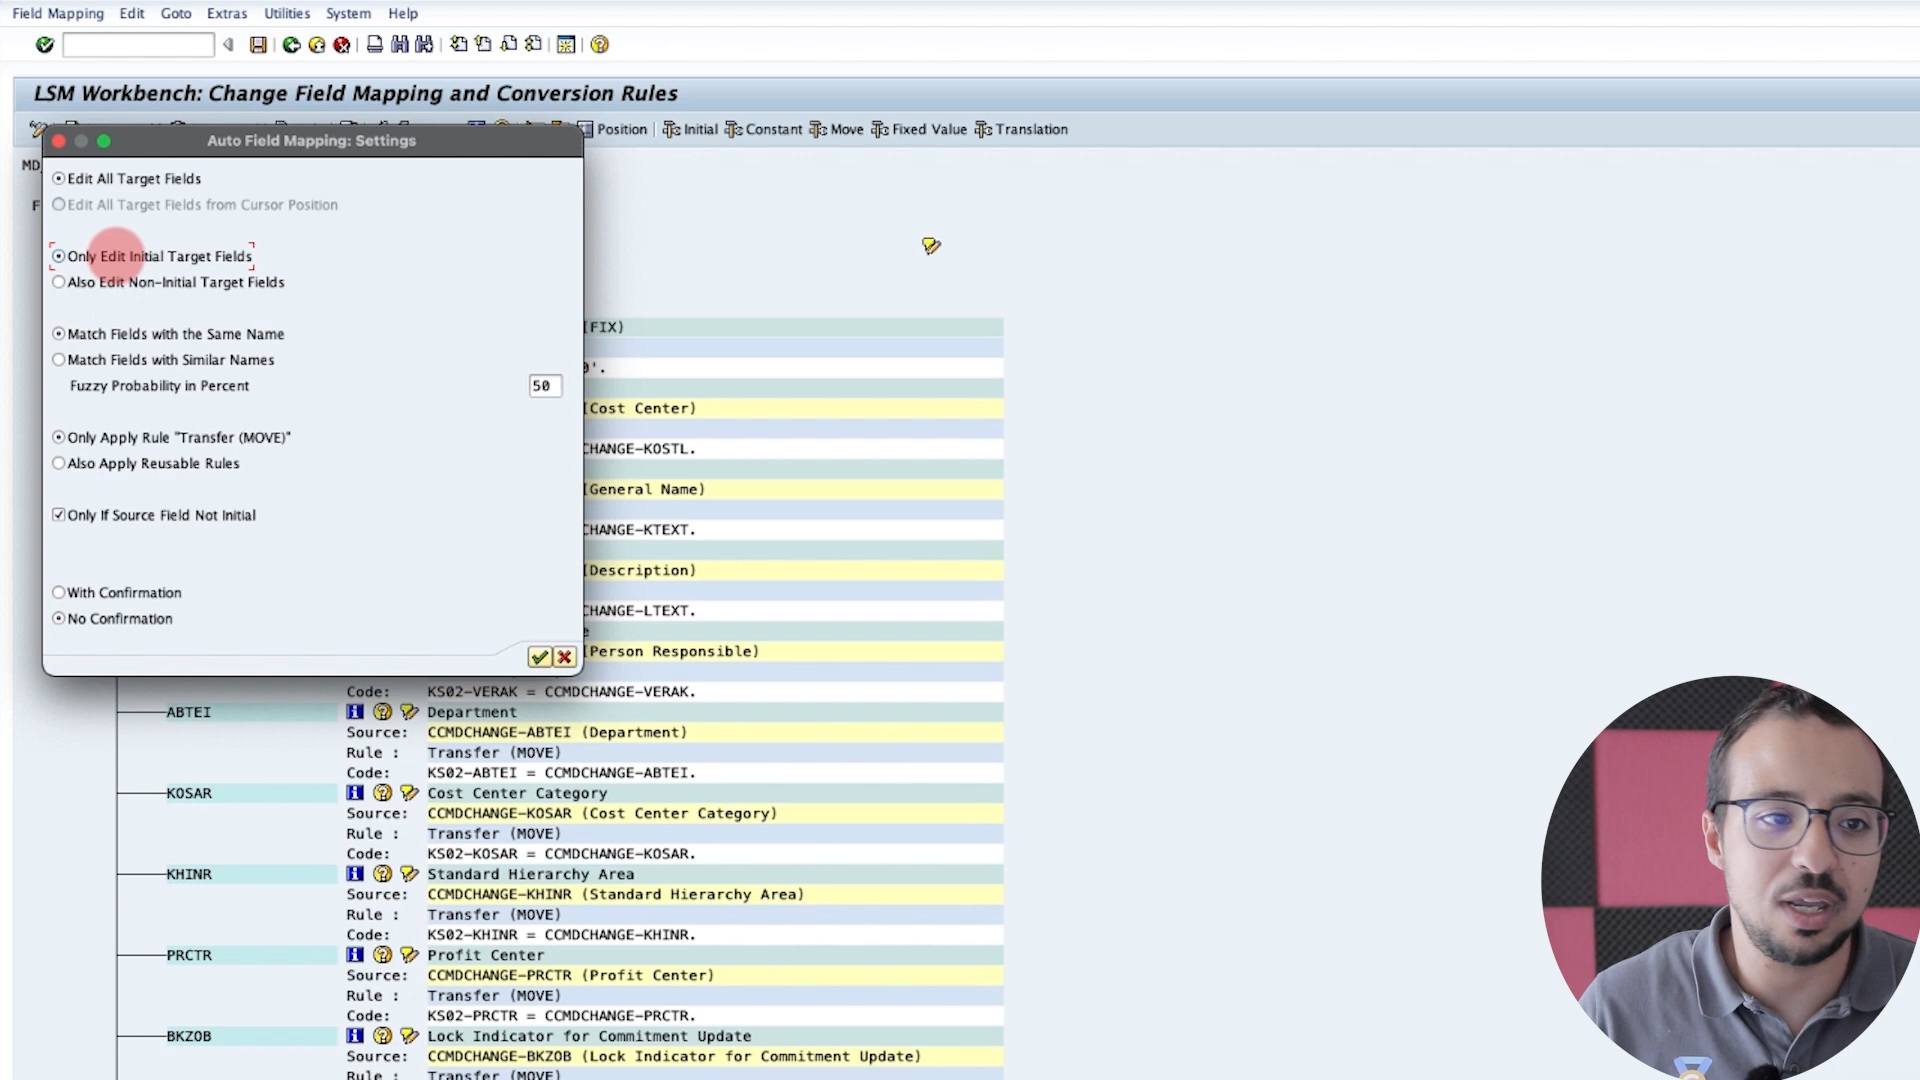 Field Mapping Edit Goto Extras Utilities System Help
LSM Workbench: Change Field Mapping and Conversion Rules
Position Initial Constant Move Fixed Value Translation
Auto Field Mapping: Settings
MD
F
Edit All Target Fields
Edit All Target Fields from Cursor Position
Only Edit Initial Target Fields
Also Edit Non-Initial Target Fields
Match Fields with the Same Name
Match Fields with Similar Names
Fuzzy Probability in Percent 50
Only Apply Rule "Transfer (MOVE)"
Also Apply Reusable Rules
Only If Source Field Not Initial
With Confirmation
No Confirmation
(FIX)
'.
(Cost Center)
CHANGE-KOSTL.
(General Name)
CHANGE-KTEXT.
(Description)
CHANGE-LTEXT.
e
(Person Responsible)
Code: KS02-VERAK = CCMDCHANGE-VERAK.
ABTEI Department
Source: CCMDCHANGE-ABTEI (Department)
Rule : Transfer (MOVE)
Code: KS02-ABTEI = CCMDCHANGE-ABTEI.
KOSAR Cost Center Category
Source: CCMDCHANGE-KOSAR (Cost Center Category)
Rule : Transfer (MOVE)
Code: KS02-KOSAR = CCMDCHANGE-KOSAR.
KHINR Standard Hierarchy Area
Source: CCMDCHANGE-KHINR (Standard Hierarchy Area)
Rule : Transfer (MOVE)
Code: KS02-KHINR = CCMDCHANGE-KHINR.
PRCTR Profit Center
Source: CCMDCHANGE-PRCTR (Profit Center)
Rule : Transfer (MOVE)
Code: KS02-PRCTR = CCMDCHANGE-PRCTR.
BKZOB Lock Indicator for Commitment Update
Source: CCMDCHANGE-BKZOB (Lock Indicator for Commitment Update)
Rule : Transfer (MOVE)